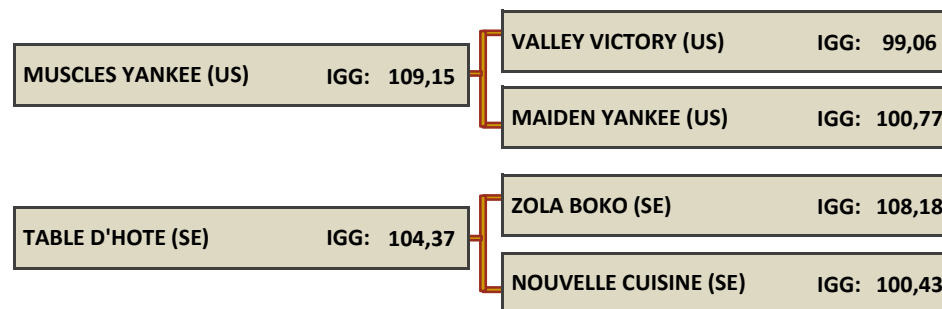 VALLEY VICTORY (US) IGG: 99,06
MUSCLES YANKEE (US) IGG: 109,15
MAIDEN YANKEE (US) IGG: 100,77
ZOLA BOKO (SE) IGG: 108,18
TABLE D'HOTE (SE) IGG: 104,37
NOUVELLE CUISINE (SE) IGG: 100,43